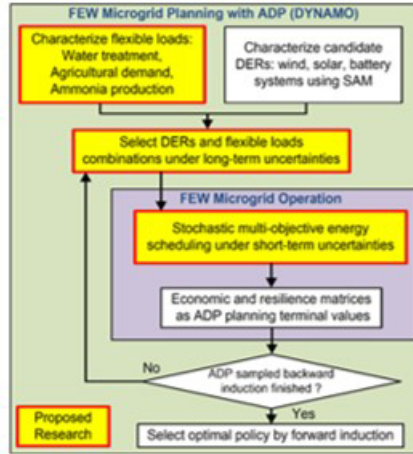 FEW Microgrid Planning with ADP (DYNAMO)
Characterize flexible loads:
Water treatment,
Agricultural demand,
Ammonia production
Characterize candidate
DERs: wind, solar, battery
systems using SAM
Select DERs and flexible loads
combinations under long-term uncertainties
FEW Microgrid Operation
Stochastic multi-objective energy
scheduling under short-term uncertainties
Economic and resilience matrices
as ADP planning terminal values
No
ADP sampled backward
induction finished ?
Yes
Proposed
Research
Select optimal policy by forward induction